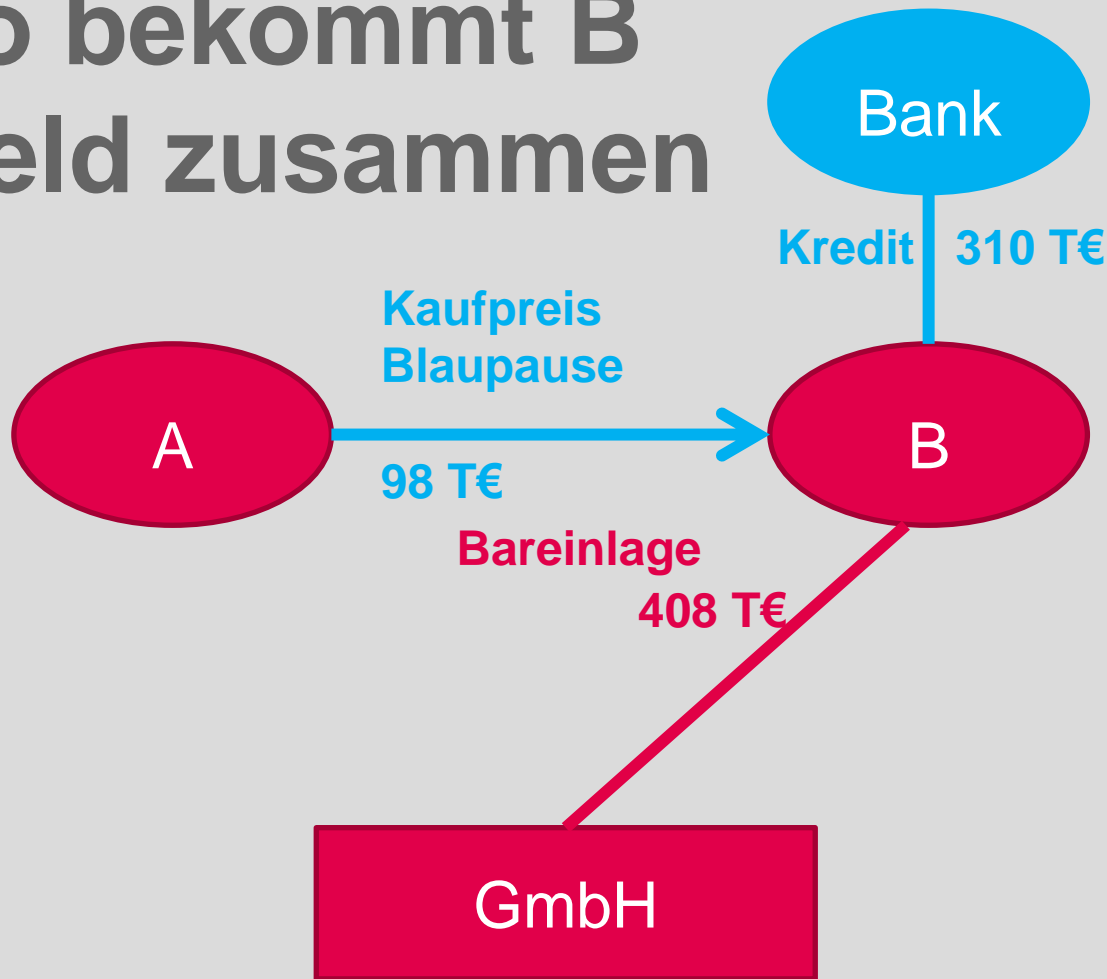 o bekommt B
eld zusammen
Bank
Kredit 310 T€
Kaufpreis
Blaupause
A
B
98 T€
Bareinlage
408 T€
GmbH